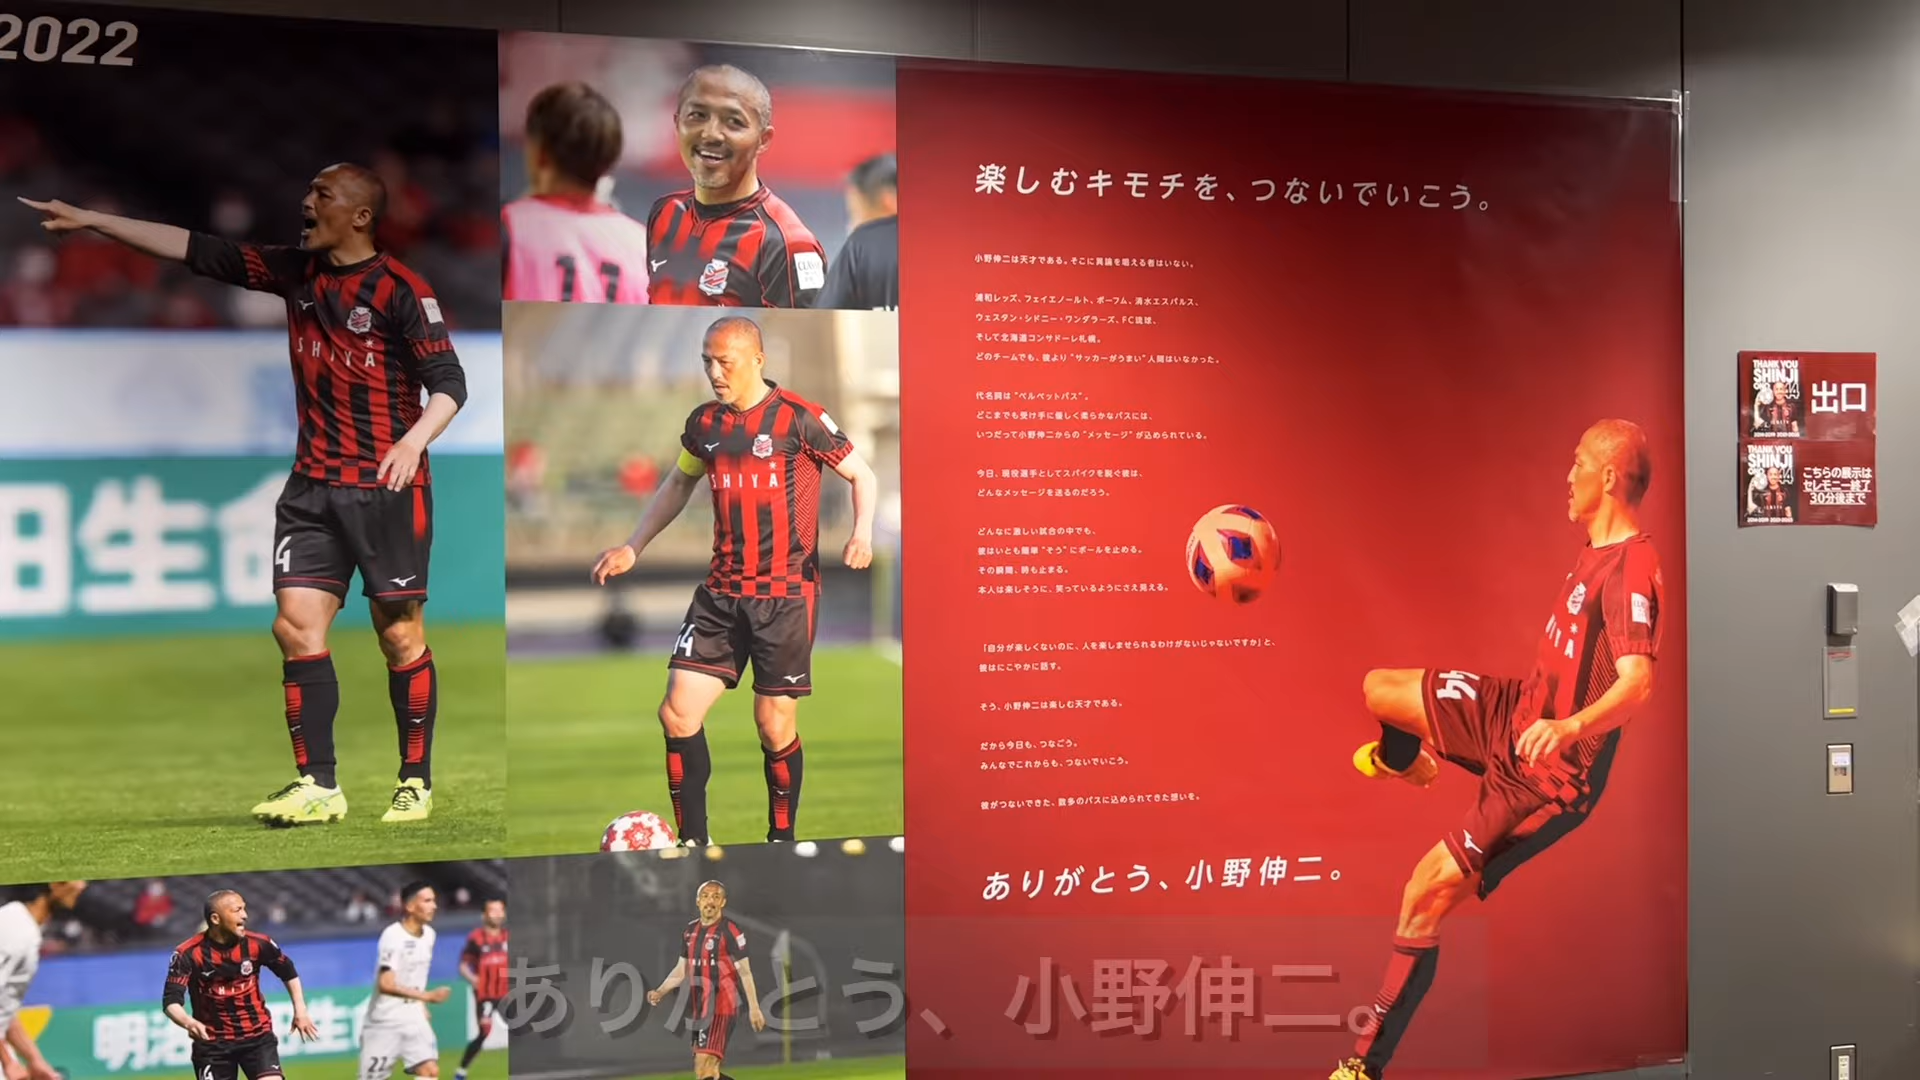 2022
楽しむキモチを、つないでいこう。
小野伸二は天才である。そこに異論を唱える者はいない。
浦和レッズ、フェイエノールト、ボーフム、清水エスパルス、
ウェスタン・シドニー・ワンダラーズ、FC琉球、
そして北海道コンサドーレ札幌。
どのチームでも、彼より“サッカーがうまい”人間はいなかった。
代名詞は“ベルベットパス”。
どこまでも受け手に優しく柔らかなパスには、
いつだって小野伸二からの“メッセージ”が込められている。
今日、現役選手としてスパイクを脱ぐ彼は、
どんなメッセージを送るのだろう。
どんなに激しい試合の中でも、
彼はいとも簡単“そう”にボールを止める。
その瞬間、時も止まる。
本人は楽しそうに、笑っているようにさえ見える。
「自分が楽しくないのに、人を楽しませられるわけがないじゃないですか」と、
彼はにこやかに話す。
そう、小野伸二は楽しむ天才である。
だから今日も、つなごう。
みんなでこれからも、つないでいこう。
彼がつないできた、数多のパスに込められてきた想いを。
ありがとう、小野伸二。
ありがとう、小野伸二。
THANK YOU
SHINJI
ONO
44
出口
THANK YOU
SHINJI
ONO
44
こちらの展示は
セレモニー終了
30分後まで
SHIYA
SHIYA
44
11
田生命
4
明治
田生命
22
4
44